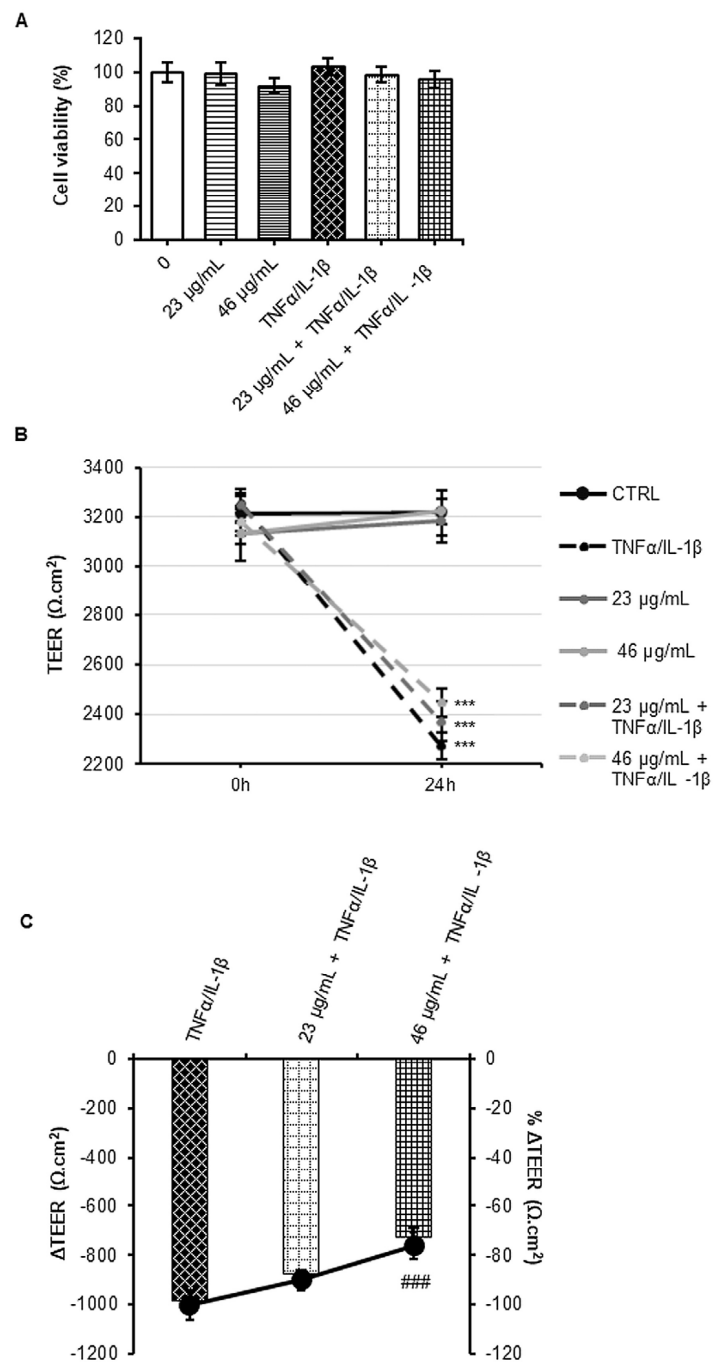 A
Cell viability (%)
120
100
80
60
40
20
0
0
23 µg/mL
46 µg/mL
TNFα/IL-1β
23 µg/mL + TNFα/IL-1β
46 µg/mL + TNFα/IL -1β
B
TEER (Ω.cm²)
3400
3200
3000
2800
2600
2400
2200
0h
24h
***
***
***
CTRL
TNFα/IL-1β
23 µg/mL
46 µg/mL
23 µg/mL +
TNFα/IL-1β
46 µg/mL +
TNFα/IL -1β
C
TNFα/IL-1β
23 µg/mL + TNFα/IL-1β
46 µg/mL + TNFα/IL -1β
ΔTEER (Ω.cm²)
0
-200
-400
-600
-800
-1000
-1200
###
0
-20
-40
-60
-80
-100
-120
% ΔTEER (Ω.cm²)